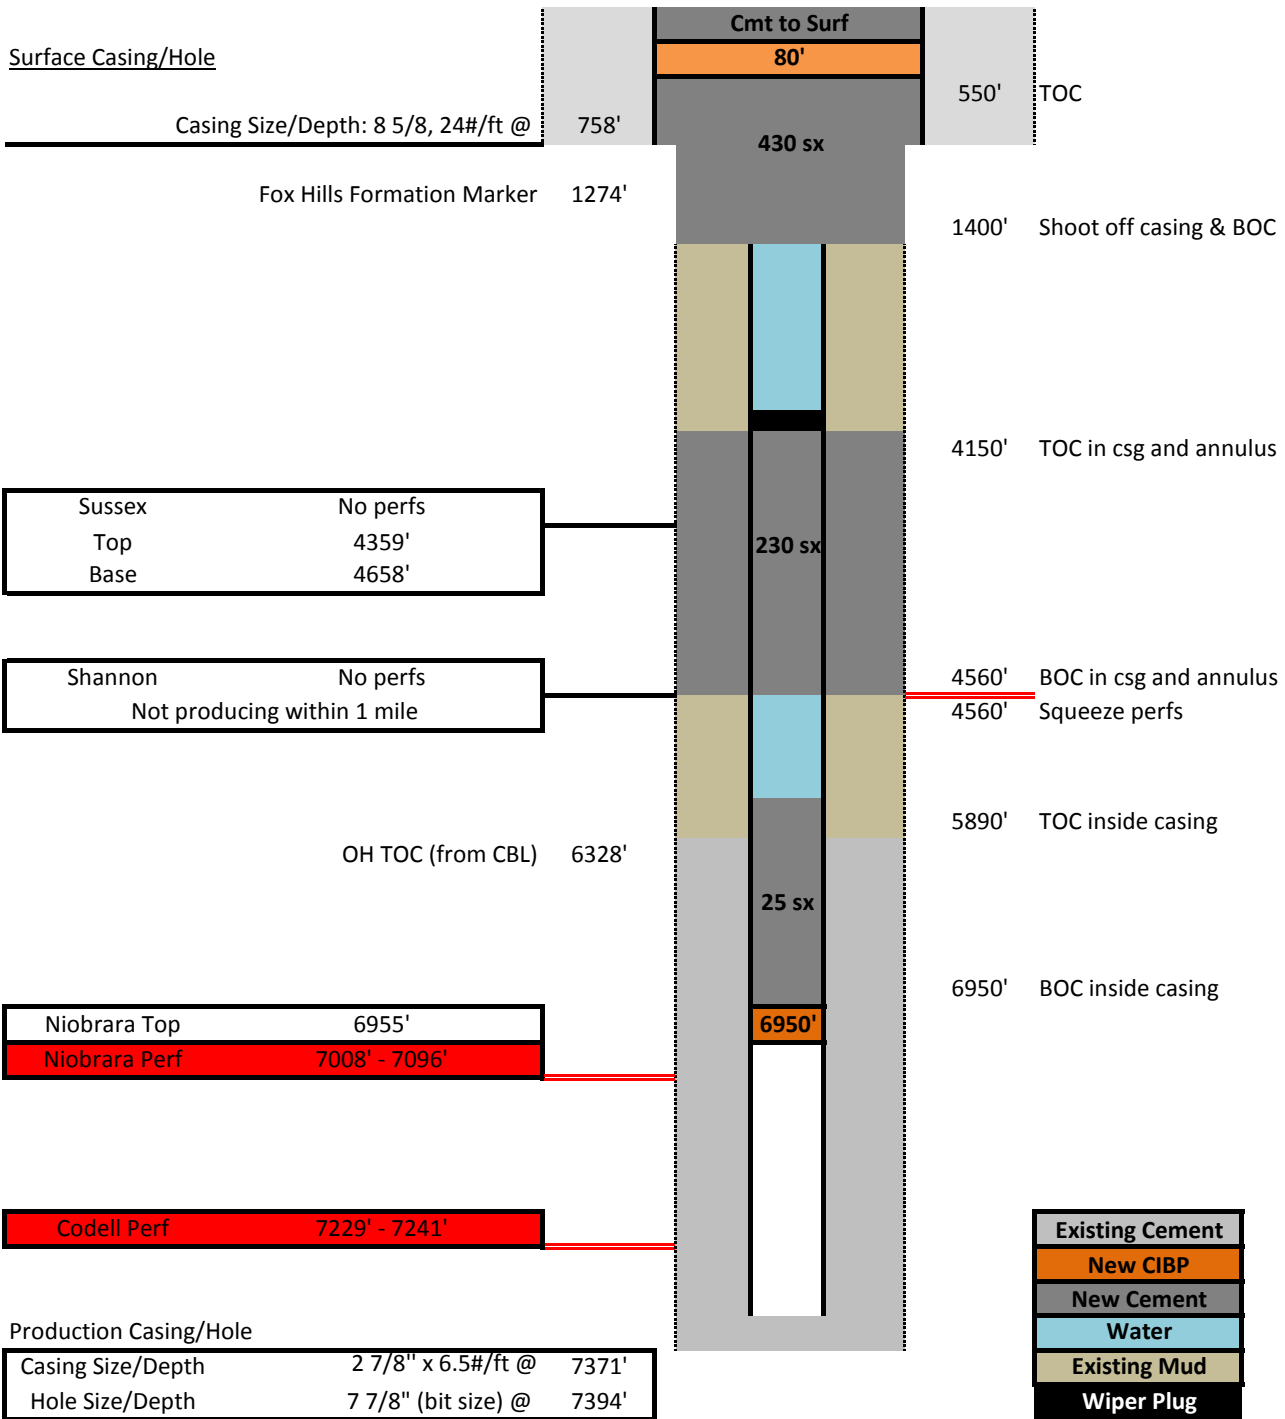 Cmt to Surf
Surface Casing/Hole
80'
550' TOC
Casing Size/Depth: 8 5/8, 24#/ft @ 758'
430 sx
Fox Hills Formation Marker 1274'
1400' Shoot off casing & BOC
4150' TOC in csg and annulus
Sussex No perfs
Top 4359'
230 sx
Base 4658'
Shannon No perfs
4560' BOC in csg and annulus
Not producing within 1 mile
4560' Squeeze perfs
5890' TOC inside casing
OH TOC (from CBL) 6328'
25 sx
6950' BOC inside casing
Niobrara Top 6955'
6950'
Niobrara Perf 7008' - 7096'
Codell Perf 7229' - 7241'
Existing Cement
New CIBP
New Cement
Water
Existing Mud
Wiper Plug
Production Casing/Hole
Casing Size/Depth 2 7/8" x 6.5#/ft @ 7371'
Hole Size/Depth 7 7/8" (bit size) @ 7394'